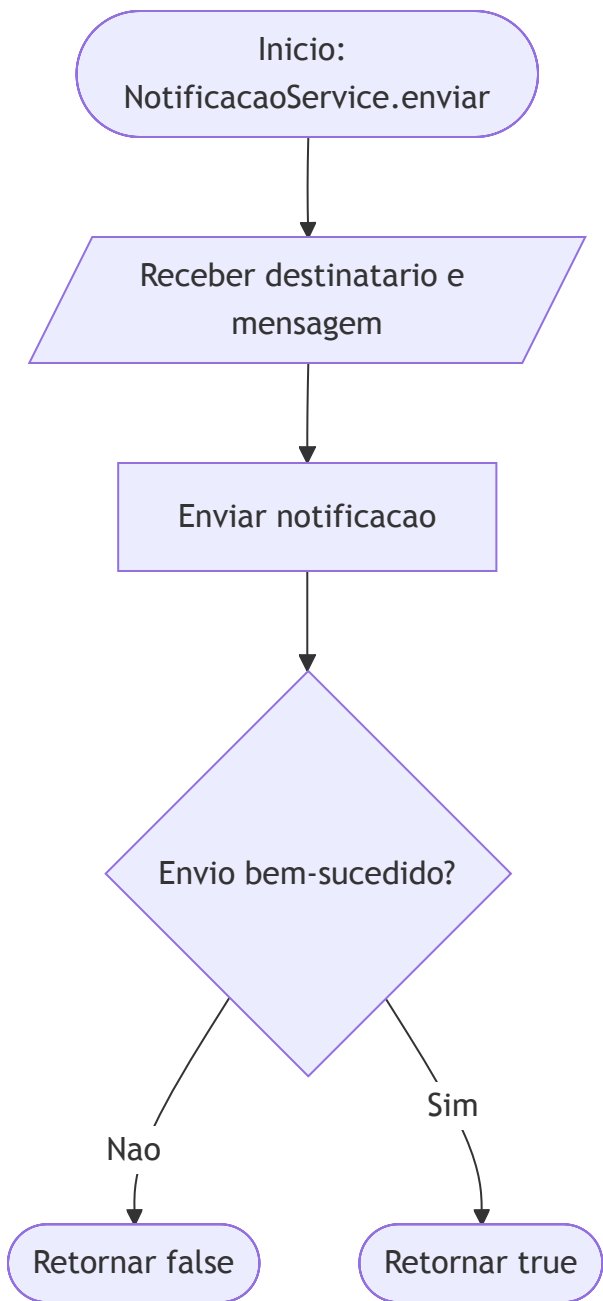 Inicio:
NotificacaoService.enviar
Receber destinatario e
mensagem
Enviar notificacao
Envio bem-sucedido?
Sim
Nao
Retornar false
Retornar true